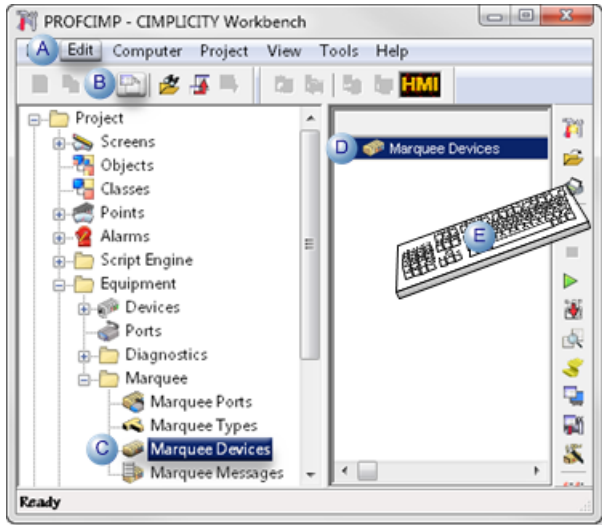 PROFCIMP - CIMPLICITY Workbench
A Edit Computer Project View Tools Help
B HMI
Project
Screens
Objects
Classes
Points
Alarms
Script Engine
Equipment
Devices
Ports
Diagnostics
Marquee
Marquee Ports
Marquee Types
C Marquee Devices
Marquee Messages
D Marquee Devices
E
Ready